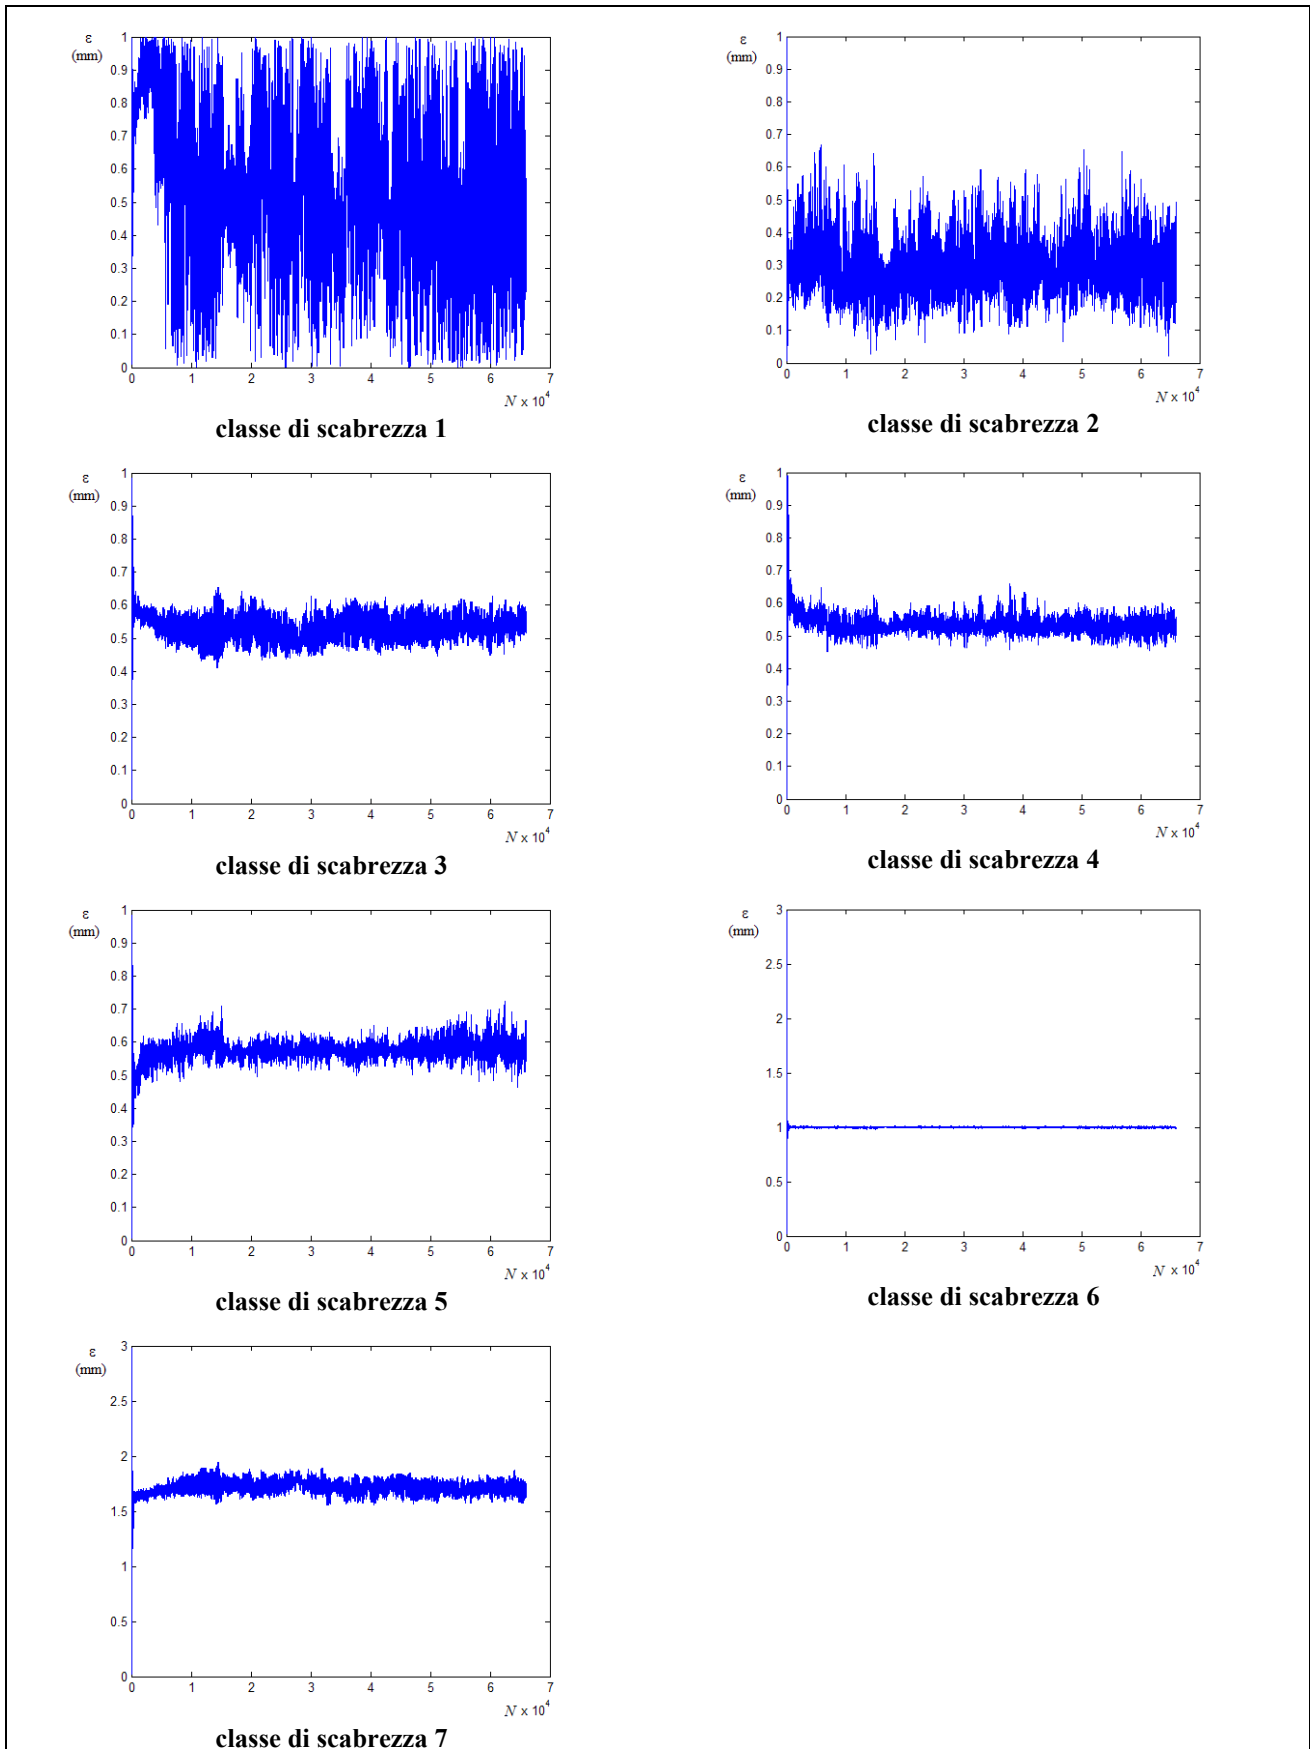 ε
(mm)
1
0.9
0.8
0.7
0.6
0.5
0.4
0.3
0.2
0.1
0
0 1 2 3 4 5 6 7
N x 10⁴
classe di scabrezza 1
ε
(mm)
1
0.9
0.8
0.7
0.6
0.5
0.4
0.3
0.2
0.1
0
0 1 2 3 4 5 6 7
N x 10⁴
classe di scabrezza 2
ε
(mm)
1
0.9
0.8
0.7
0.6
0.5
0.4
0.3
0.2
0.1
0
0 1 2 3 4 5 6 7
N x 10⁴
classe di scabrezza 3
ε
(mm)
1
0.9
0.8
0.7
0.6
0.5
0.4
0.3
0.2
0.1
0
0 1 2 3 4 5 6 7
N x 10⁴
classe di scabrezza 4
ε
(mm)
1
0.9
0.8
0.7
0.6
0.5
0.4
0.3
0.2
0.1
0
0 1 2 3 4 5 6 7
N x 10⁴
classe di scabrezza 5
ε
(mm)
3
2.5
2
1.5
1
0.5
0
0 1 2 3 4 5 6 7
N x 10⁴
classe di scabrezza 6
ε
(mm)
3
2.5
2
1.5
1
0.5
0
0 1 2 3 4 5 6 7
N x 10⁴
classe di scabrezza 7